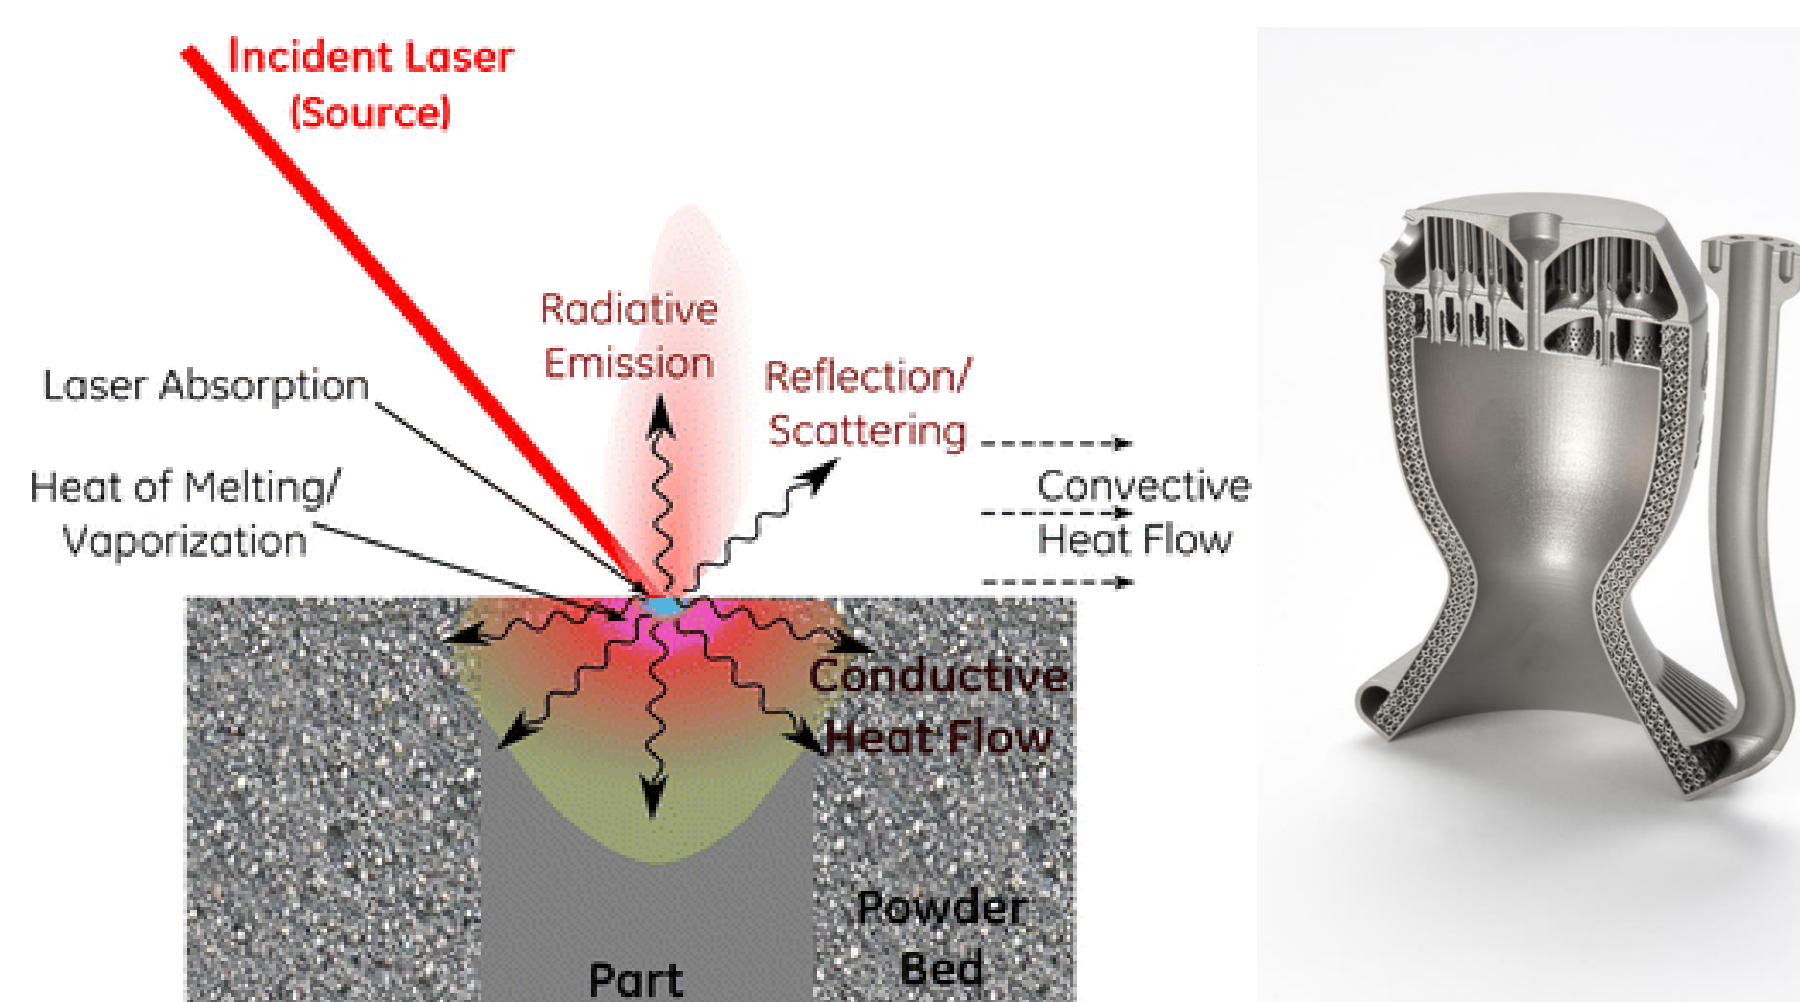 Incident Laser
(Source)
Radiative
Emission
Reflection/
Scattering
Laser Absorption
Heat of Melting/
Vaporization
Convective
Heat Flow
Conductive
Heat Flow
Powder
Bed
Part